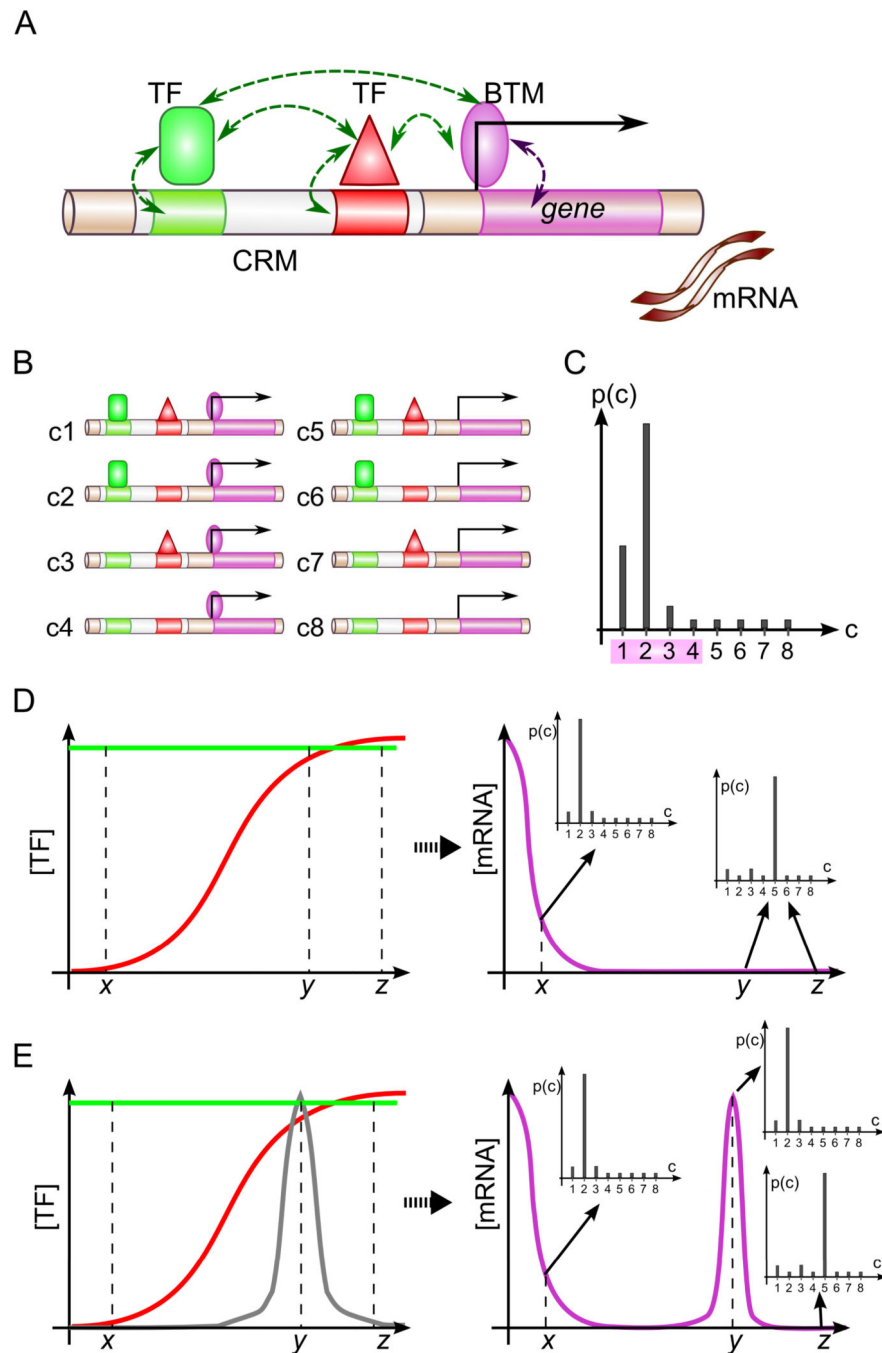 A
TF TF BTM
gene
CRM
mRNA
B
c1 c5
c2 c6
c3 c7
c4 c8
C
p(c)
c
1 2 3 4 5 6 7 8
D
[TF]
x y z
[mRNA]
p(c)
c
1 2 3 4 5 6 7 8
p(c)
c
1 2 3 4 5 6 7 8
x y z
E
[TF]
x y z
[mRNA]
p(c)
c
1 2 3 4 5 6 7 8
p(c)
c
1 2 3 4 5 6 7 8
p(c)
c
1 2 3 4 5 6 7 8
x y z